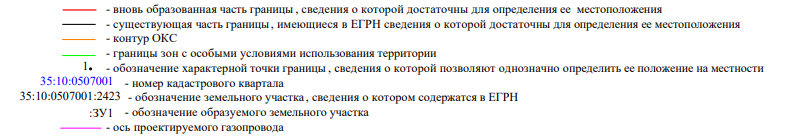 - вновь образованная часть границы, сведения о которой достаточны для определения ее местоположения
- существующая часть границы, имеющиеся в ЕГРН сведения о которой достаточны для определения ее местоположения
- контур ОКС
- границы зон с особыми условиями использования территории
1. - обозначение характерной точки границы, сведения о которой позволяют однозначно определить ее положение на местности
35:10:0507001 - номер кадастрового квартала
35:10:0507001:2423 - обозначение земельного участка, сведения о котором содержатся в ЕГРН
:ЗУ1 - обозначение образуемого земельного участка
- ось проектируемого газопровода